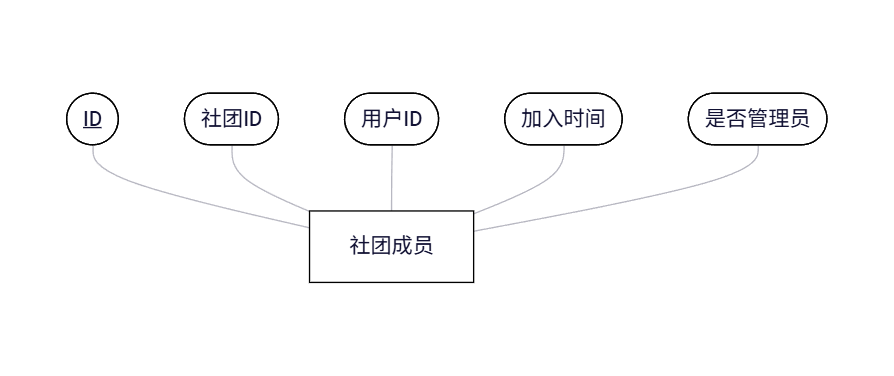 ID
社团ID
用户ID
加入时间
是否管理员
社团成员